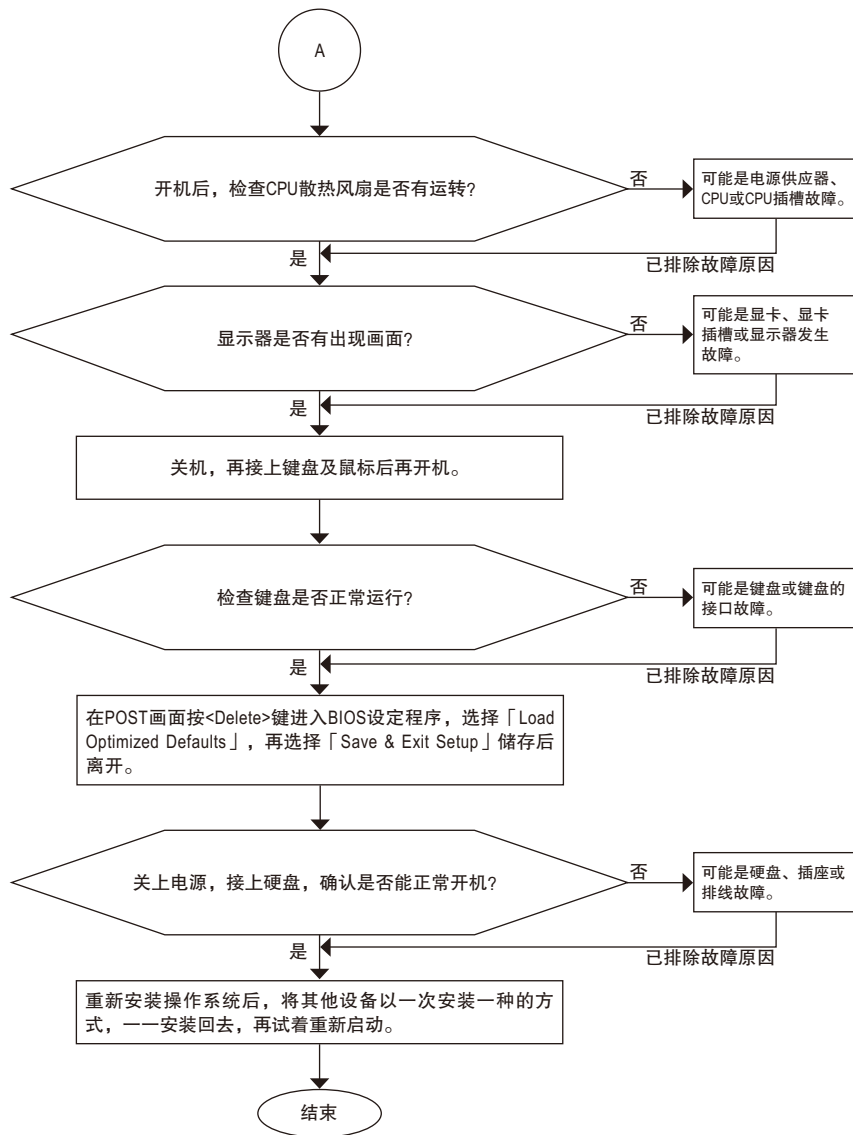 A
开机后，检查CPU散热风扇是否有运转?
否
可能是电源供应器、
CPU或CPU插槽故障。
是
已排除故障原因
显示器是否有出现画面?
否
可能是显卡、显卡
插槽或显示器发生
故障。
是
已排除故障原因
关机，再接上键盘及鼠标后再开机。
检查键盘是否正常运行?
否
可能是键盘或键盘的
接口故障。
是
已排除故障原因
在POST画面按<Delete>键进入BIOS设定程序，选择「Load
Optimized Defaults」，再选择「Save & Exit Setup」储存后
离开。
关上电源，接上硬盘，确认是否能正常开机?
否
可能是硬盘、插座或
排线故障。
是
已排除故障原因
重新安装操作系统后，将其他设备以一次安装一种的方
式，一一安装回去，再试着重新启动。
结束